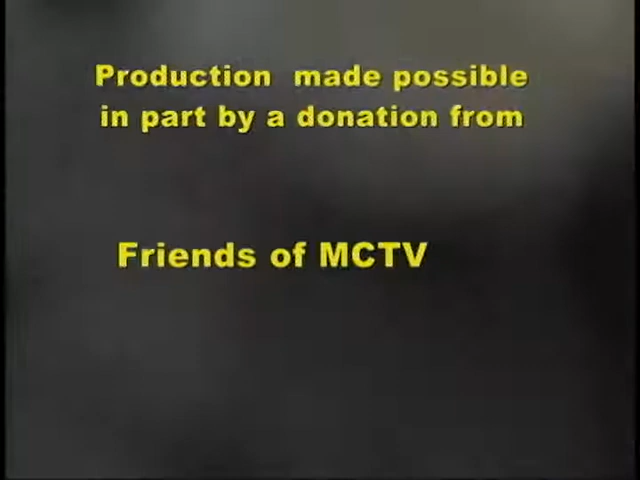 Production made possible
in part by a donation from
Friends of MCTV